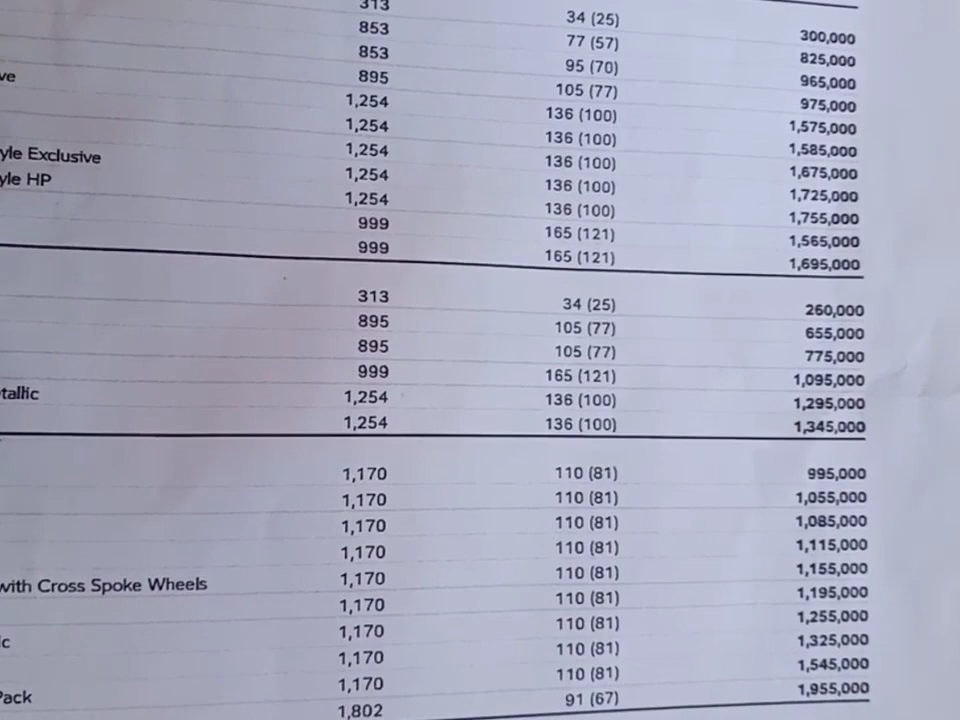 313 34 (25) 300,000
853 77 (57) 825,000
853 95 (70) 965,000
895 105 (77) 975,000
ve 1,254 136 (100) 1,575,000
1,254 136 (100) 1,585,000
1,254 136 (100) 1,675,000
yle Exclusive 1,254 136 (100) 1,725,000
yle HP 1,254 136 (100) 1,755,000
999 165 (121) 1,565,000
999 165 (121) 1,695,000
313 34 (25) 260,000
895 105 (77) 655,000
895 105 (77) 775,000
999 165 (121) 1,095,000
tallic 1,254 136 (100) 1,295,000
1,254 136 (100) 1,345,000
1,170 110 (81) 995,000
1,170 110 (81) 1,055,000
1,170 110 (81) 1,085,000
1,170 110 (81) 1,115,000
with Cross Spoke Wheels 1,170 110 (81) 1,155,000
1,170 110 (81) 1,195,000
ic 1,170 110 (81) 1,255,000
1,170 110 (81) 1,325,000
Pack 1,170 110 (81) 1,545,000
1,802 91 (67) 1,955,000